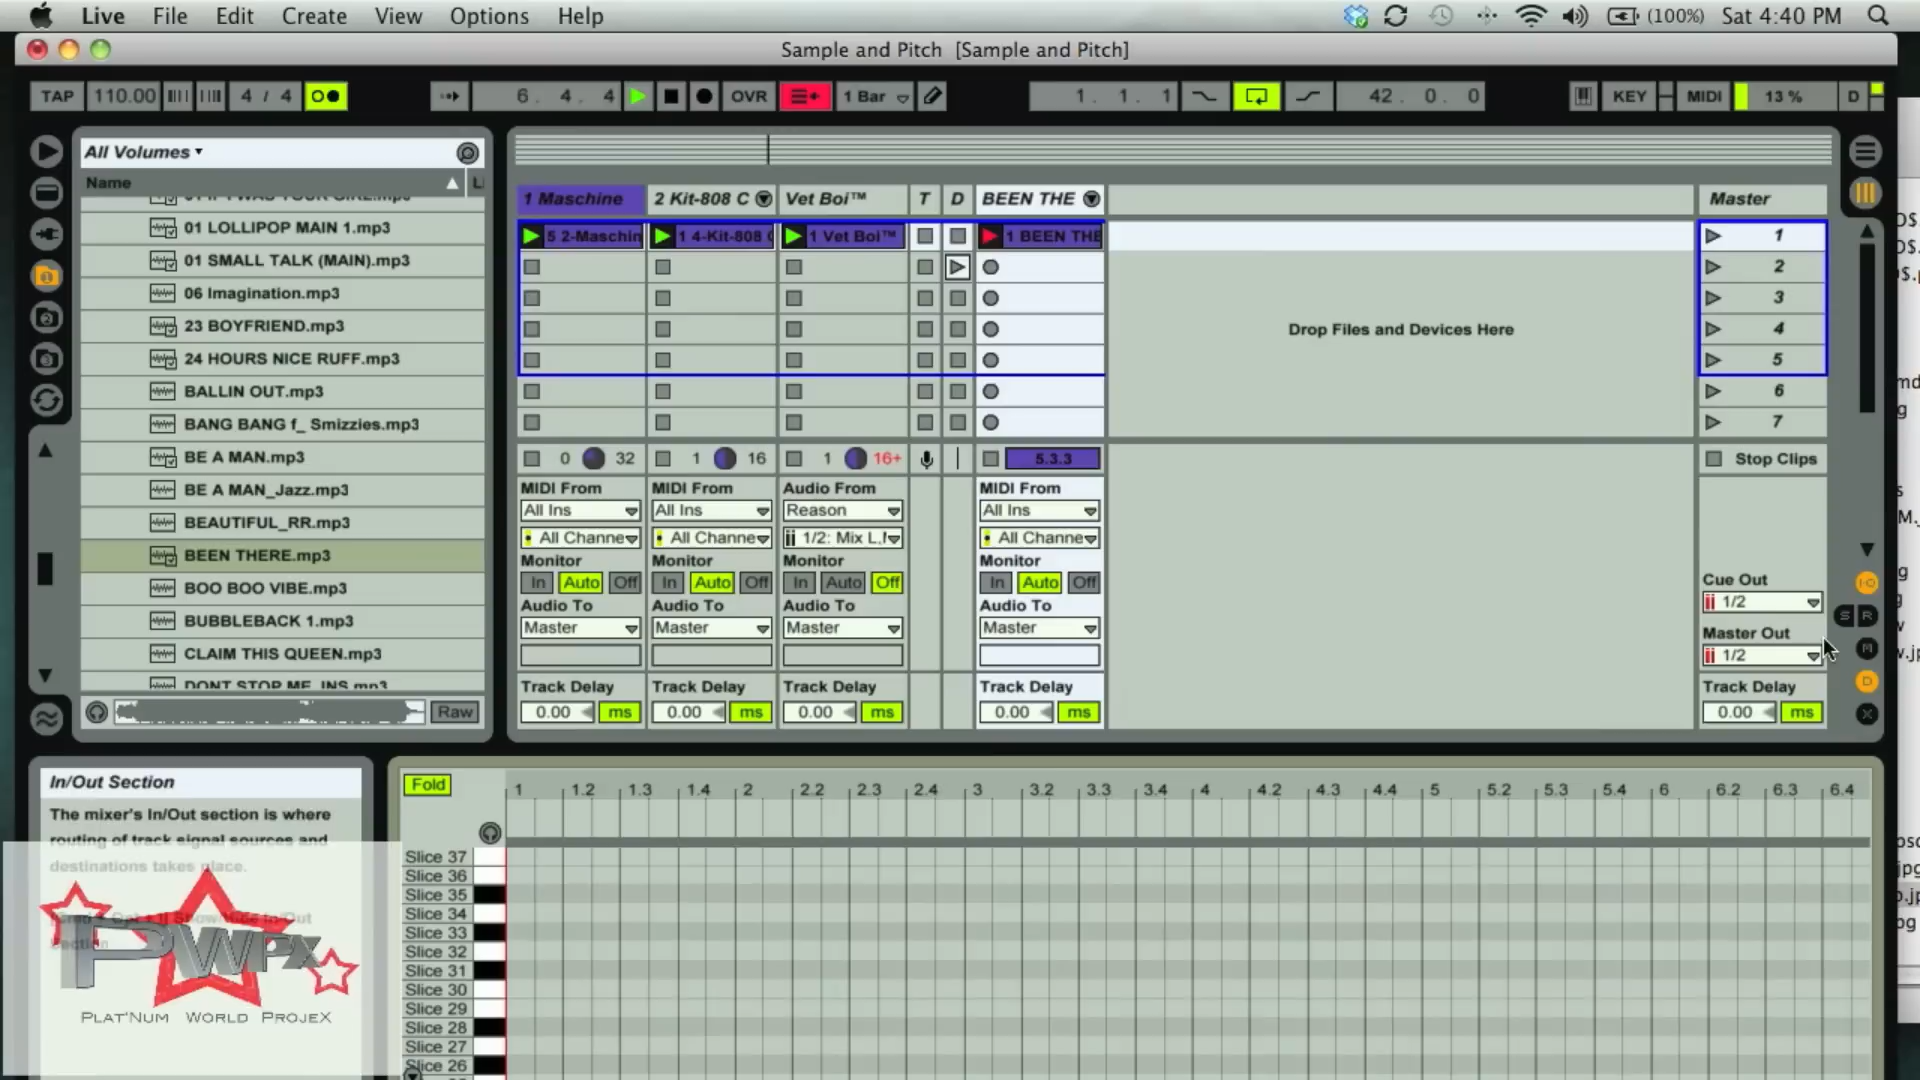 Live File Edit Create View Options Help (100%) Sat 4:40 PM
Sample and Pitch [Sample and Pitch]
TAP 110.00 4 / 4 6. 4. 4 OVR 1 Bar 1. 1. 1 42. 0. 0 KEY MIDI 13 % D
All Volumes
Name
01 LOLLIPOP MAIN 1.mp3
01 SMALL TALK (MAIN).mp3
06 Imagination.mp3
23 BOYFRIEND.mp3
24 HOURS NICE RUFF.mp3
BALLIN OUT.mp3
BANG BANG f_ Smizzies.mp3
BE A MAN.mp3
BE A MAN_Jazz.mp3
BEAUTIFUL_RR.mp3
BEEN THERE.mp3
BOO BOO VIBE.mp3
BUBBLEBACK 1.mp3
CLAIM THIS QUEEN.mp3
DONT STOP ME INS.mp3
Raw
1 Maschine 2 Kit-808 C Vet Boi™ T D BEEN THE Master
5 2-Maschin 1 4-Kit-808 1 Vet Boi™ 1 BEEN THE 1
2
3
Drop Files and Devices Here 4
5
6
7
0 32 1 16 1 16+ 5.3.3 Stop Clips
MIDI From MIDI From Audio From MIDI From
All Ins All Ins Reason All Ins
All Channe All Channe 1/2: Mix L, All Channe
Monitor Monitor Monitor Monitor
In Auto Off In Auto Off In Auto Off In Auto Off
Cue Out
1/2
Audio To Audio To Audio To Audio To
Master Master Master Master
Master Out
1/2
S R
M
D
X
Track Delay Track Delay Track Delay Track Delay Track Delay
0.00 ms 0.00 ms 0.00 ms 0.00 ms 0.00 ms
In/Out Section
The mixer's In/Out section is where
routing of track signal sources and
destinations takes place.
PWPX
PLAT'NUM WORLD PROJEX
Fold
1 1.2 1.3 1.4 2 2.2 2.3 2.4 3 3.2 3.3 3.4 4 4.2 4.3 4.4 5 5.2 5.3 5.4 6 6.2 6.3 6.4
Slice 37
Slice 36
Slice 35
Slice 34
Slice 33
Slice 32
Slice 31
Slice 30
Slice 29
Slice 28
Slice 27
Slice 26